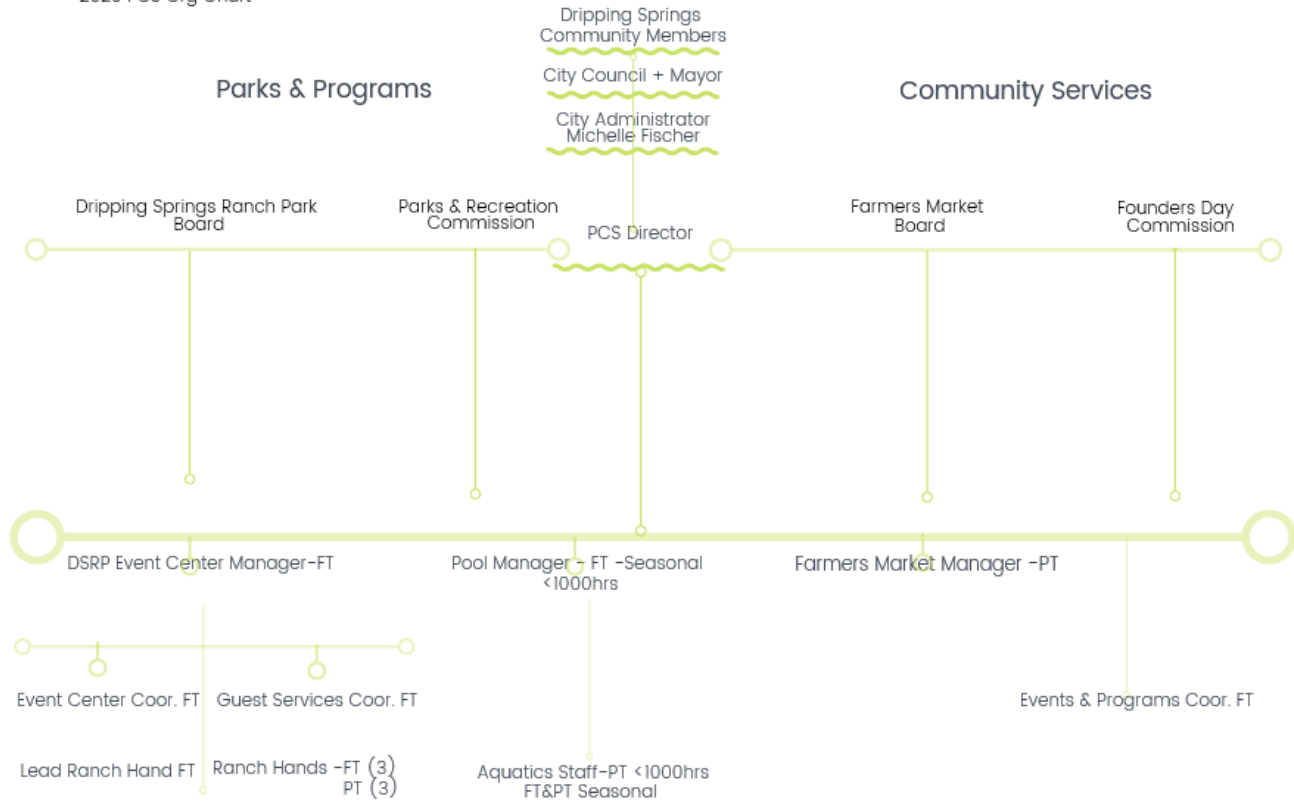 Dripping Springs
Community Members
City Council + Mayor
Parks & Programs
Community Services
City Administrator
Michelle Fischer
Dripping Springs Ranch Park
Board
Parks & Recreation
Commission
PCS Director
Farmers Market
Board
Founders Day
Commission
DSRP Event Center Manager-FT
Pool Manager - FT -Seasonal
<1000hrs
Farmers Market Manager -PT
Event Center Coor. FT
Guest Services Coor. FT
Events & Programs Coor. FT
Lead Ranch Hand FT
Ranch Hands -FT (3)
PT (3)
Aquatics Staff-PT <1000hrs
FT&PT Seasonal